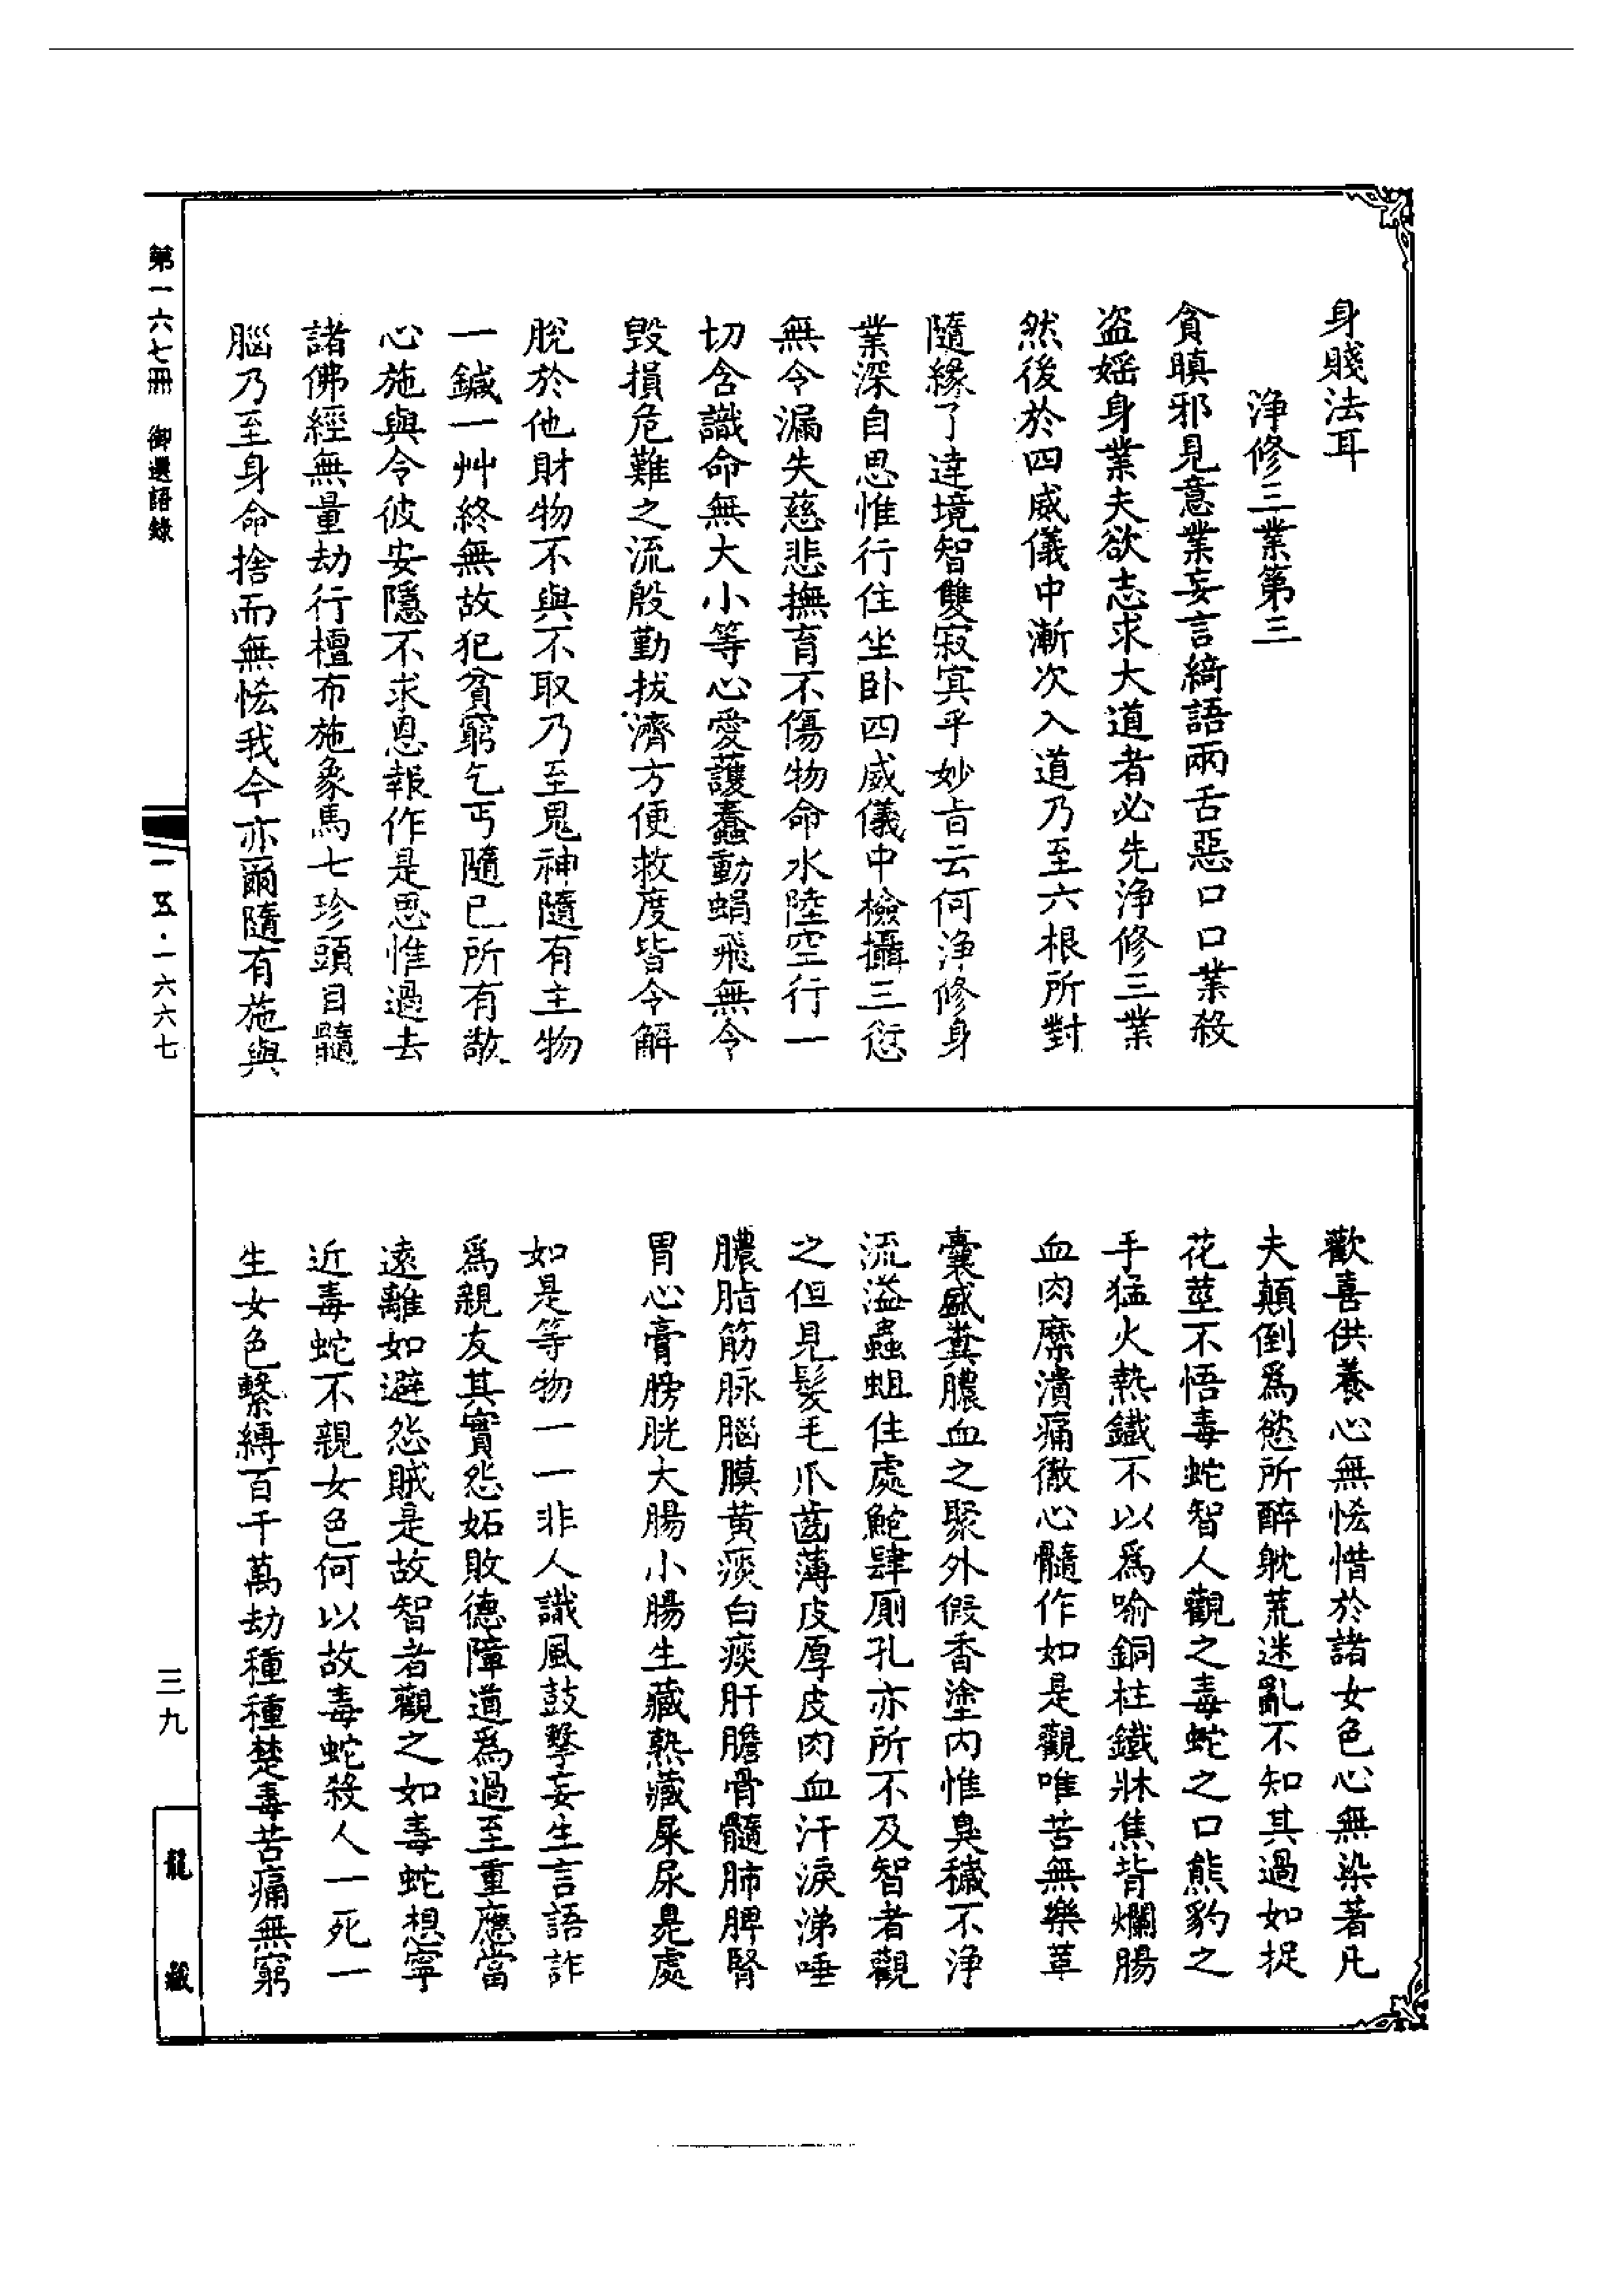 身賤法耳
淨修三業第三
貪瞋邪見意業妄言綺語兩舌惡口口業殺
盜婬身業夫欲志求大道者必先淨修三業
然後於四威儀中漸次入道乃至六根所對
隨緣了達境智雙寂冥乎妙旨云何淨修身
業深自思惟行住坐臥四威儀中檢攝三愆
無令漏失慈悲撫育不傷物命水陸空行一
切含識命無大小等心愛護蠢動蜎飛無令
毀損危難之流殷勤拔濟方便救度皆令解
脫於他財物不與不取乃至鬼神隨有主物
一鍼一艸終無故犯貧窮乞丐隨已所有敬
心施與令彼安隱不求恩報作是思惟過去
諸佛經無量劫行檀布施象馬七珍頭目髓
腦乃至身命捨而無恡我今亦爾隨有施與
歡喜供養心無恡惜於諸女色心無染著凡
夫顛倒爲慾所醉躭荒迷亂不知其過如捉
花莖不悟毒蛇智人觀之毒蛇之口熊豹之
手猛火熱鐵不以爲喻銅柱鐵牀焦背爛腸
血肉糜潰痛徹心髓作如是觀唯苦無樂革
囊盛糞膿血之聚外假香塗內惟臭穢不淨
流溢蟲蛆住處鮑肆厠孔亦所不及智者觀
之但見髮毛爪齒薄皮厚皮肉血汗淚涕唾
膿脂筋脉腦膜黃痰白痰肝膽骨髓肺脾腎
胃心膏膀胱大腸小腸生藏熟藏屎尿臭處
如是等物一一非人識風鼓擊妄生言語詐
爲親友其實怨妬敗德障道爲過至重應當
遠離如避怨賊是故智者觀之如毒蛇想寧
近毒蛇不親女色何以故毒蛇殺人一死一
生女色繫縛百千萬劫種種楚毒苦痛無窮
第一六七冊 御選語錄
一五·一六六七
三九
龍藏